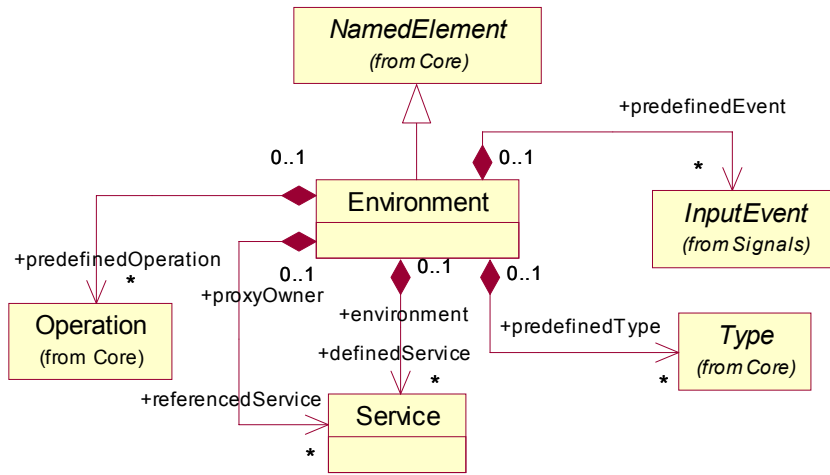 NamedElement
(from Core)
+predefinedEvent
0..1
0..1
*
Environment
InputEvent
(from Signals)
+predefinedOperation
*
0..1
0..1
0..1
+proxyOwner
+environment
+predefinedType
Operation
(from Core)
Type
(from Core)
+definedService
*
*
+referencedService
*
Service